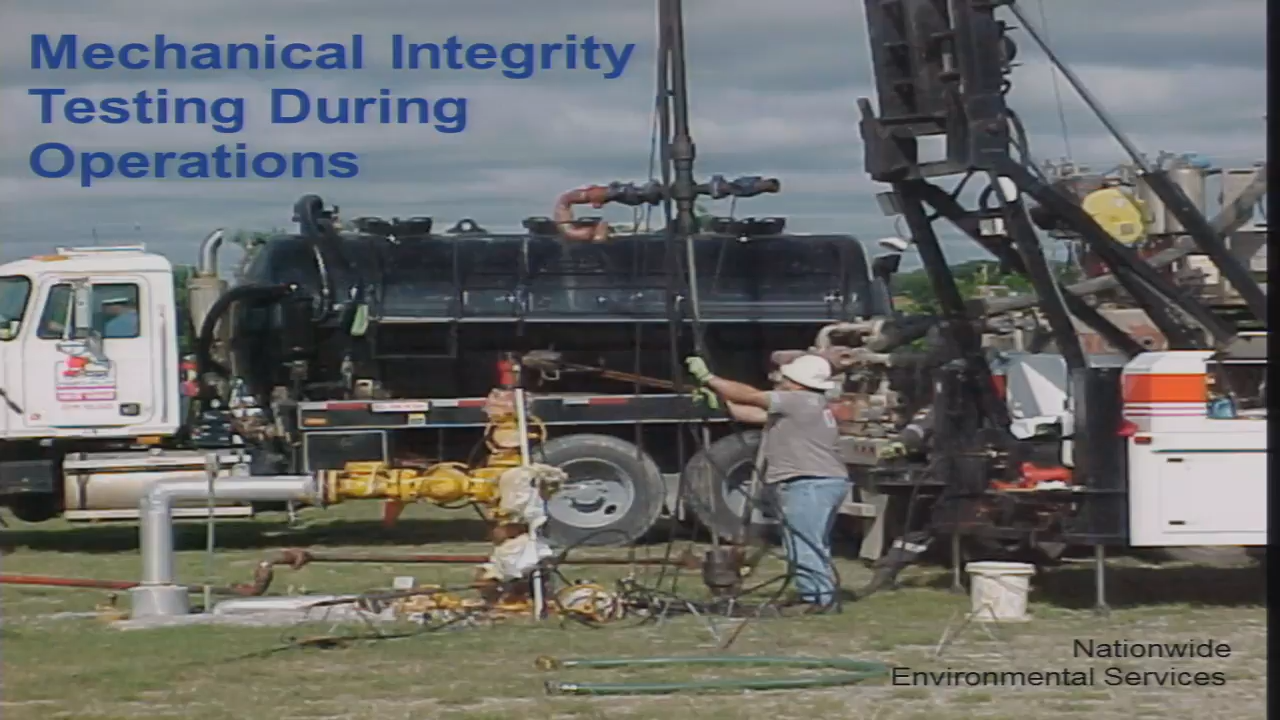 Mechanical Integrity
Testing During
Operations
Nationwide
Environmental Services